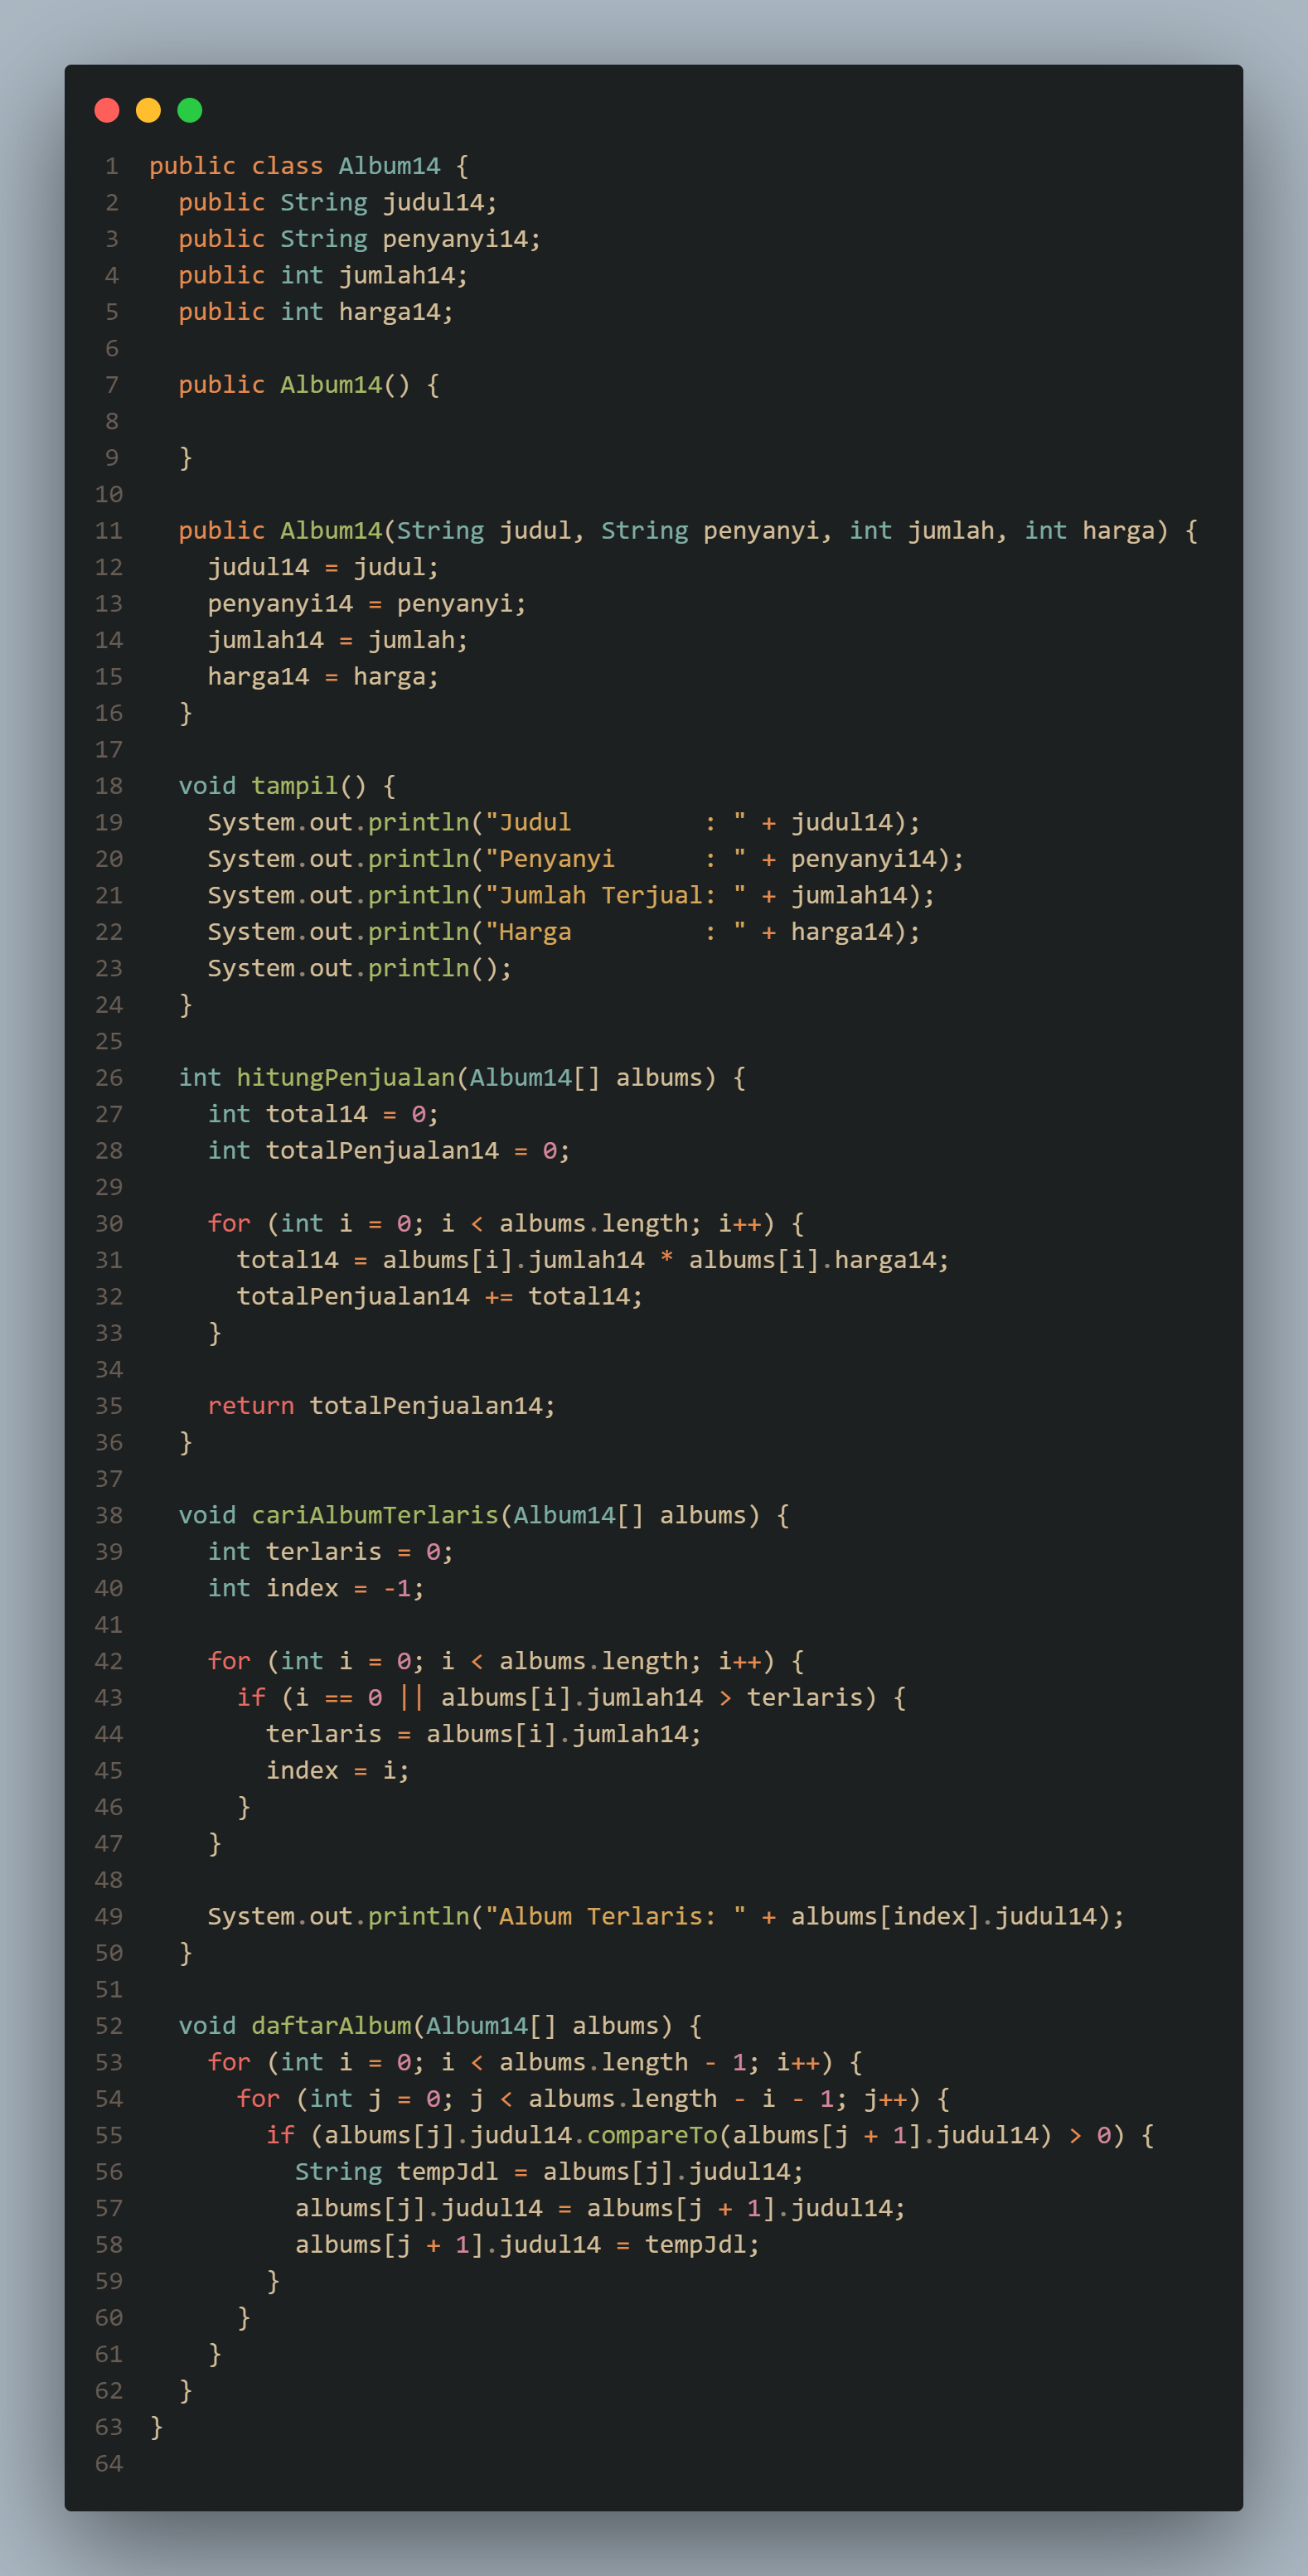 1 public class Album14 {
2   public String judul14;
3   public String penyanyi14;
4   public int jumlah14;
5   public int harga14;
6
7   public Album14() {
8
9   }
10
11   public Album14(String judul, String penyanyi, int jumlah, int harga) {
12     judul14 = judul;
13     penyanyi14 = penyanyi;
14     jumlah14 = jumlah;
15     harga14 = harga;
16   }
17
18   void tampil() {
19     System.out.println("Judul         : " + judul14);
20     System.out.println("Penyanyi      : " + penyanyi14);
21     System.out.println("Jumlah Terjual: " + jumlah14);
22     System.out.println("Harga         : " + harga14);
23     System.out.println();
24   }
25
26   int hitungPenjualan(Album14[] albums) {
27     int total14 = 0;
28     int totalPenjualan14 = 0;
29
30     for (int i = 0; i < albums.length; i++) {
31       total14 = albums[i].jumlah14 * albums[i].harga14;
32       totalPenjualan14 += total14;
33     }
34
35     return totalPenjualan14;
36   }
37
38   void cariAlbumTerlaris(Album14[] albums) {
39     int terlaris = 0;
40     int index = -1;
41
42     for (int i = 0; i < albums.length; i++) {
43       if (i == 0 || albums[i].jumlah14 > terlaris) {
44         terlaris = albums[i].jumlah14;
45         index = i;
46       }
47     }
48
49     System.out.println("Album Terlaris: " + albums[index].judul14);
50   }
51
52   void daftarAlbum(Album14[] albums) {
53     for (int i = 0; i < albums.length - 1; i++) {
54       for (int j = 0; j < albums.length - i - 1; j++) {
55         if (albums[j].judul14.compareTo(albums[j + 1].judul14) > 0) {
56           String tempJdl = albums[j].judul14;
57           albums[j].judul14 = albums[j + 1].judul14;
58           albums[j + 1].judul14 = tempJdl;
59         }
60       }
61     }
62   }
63 }
64